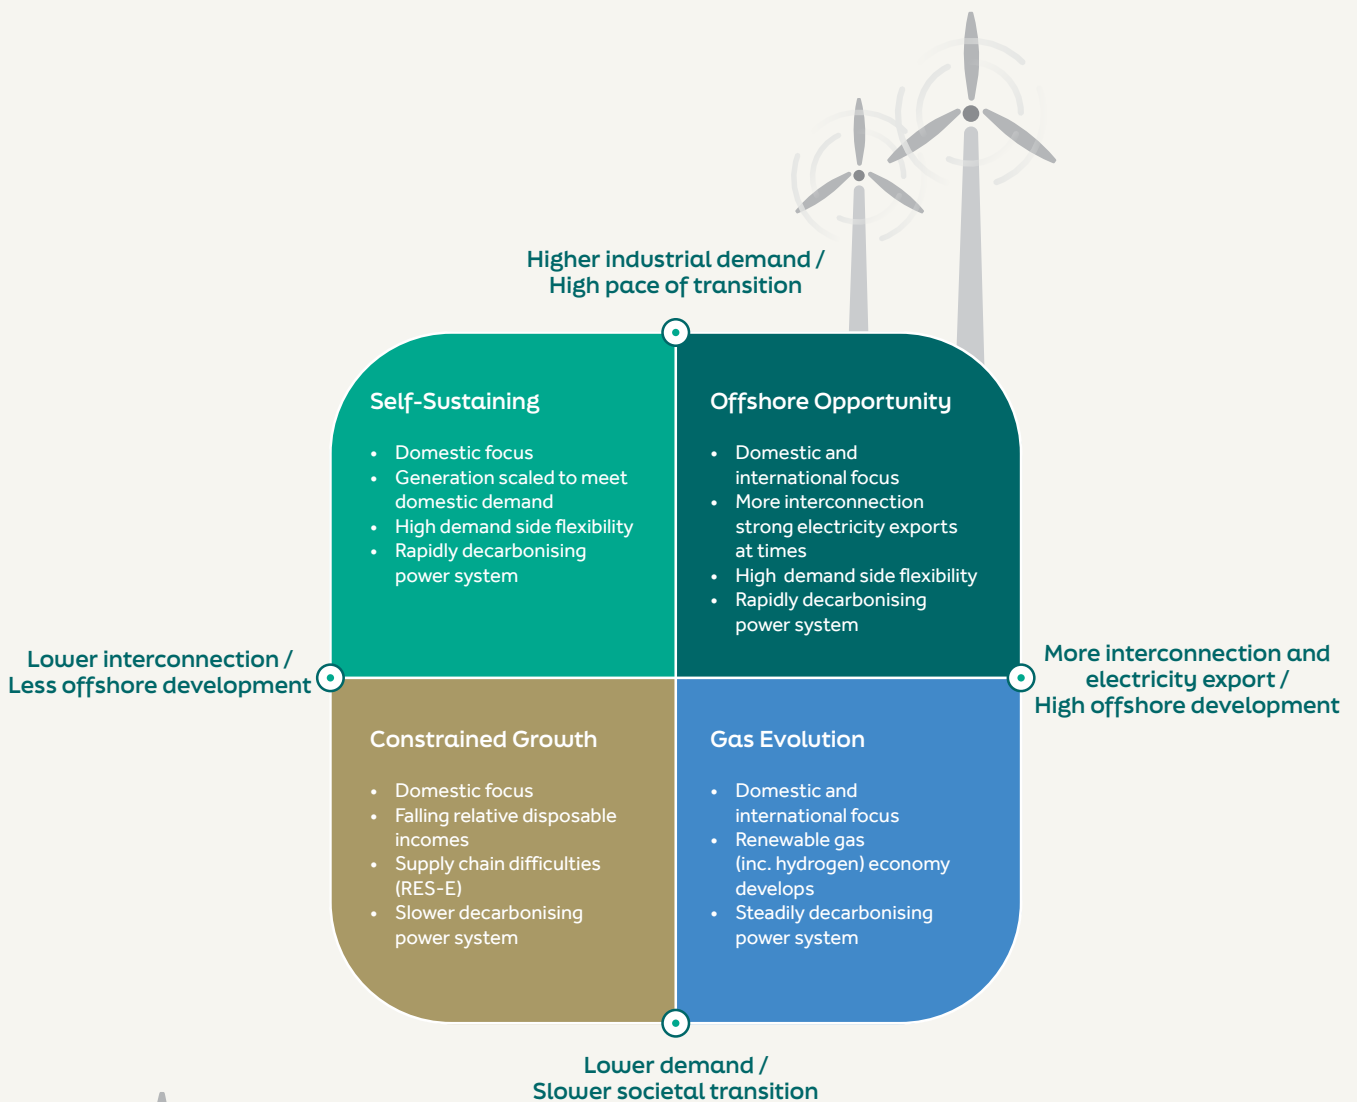 Higher industrial demand /
High pace of transition
Self-Sustaining
• Domestic focus
• Generation scaled to meet
domestic demand
• High demand side flexibility
• Rapidly decarbonising
power system
Offshore Opportunity
• Domestic and
international focus
• More interconnection
strong electricity exports
at times
• High demand side flexibility
• Rapidly decarbonising
power system
Lower interconnection /
Less offshore development
More interconnection and
electricity export /
High offshore development
Constrained Growth
• Domestic focus
• Falling relative disposable
incomes
• Supply chain difficulties
(RES-E)
• Slower decarbonising
power system
Gas Evolution
• Domestic and
international focus
• Renewable gas
(inc. hydrogen) economy
develops
• Steadily decarbonising
power system
Lower demand /
Slower societal transition